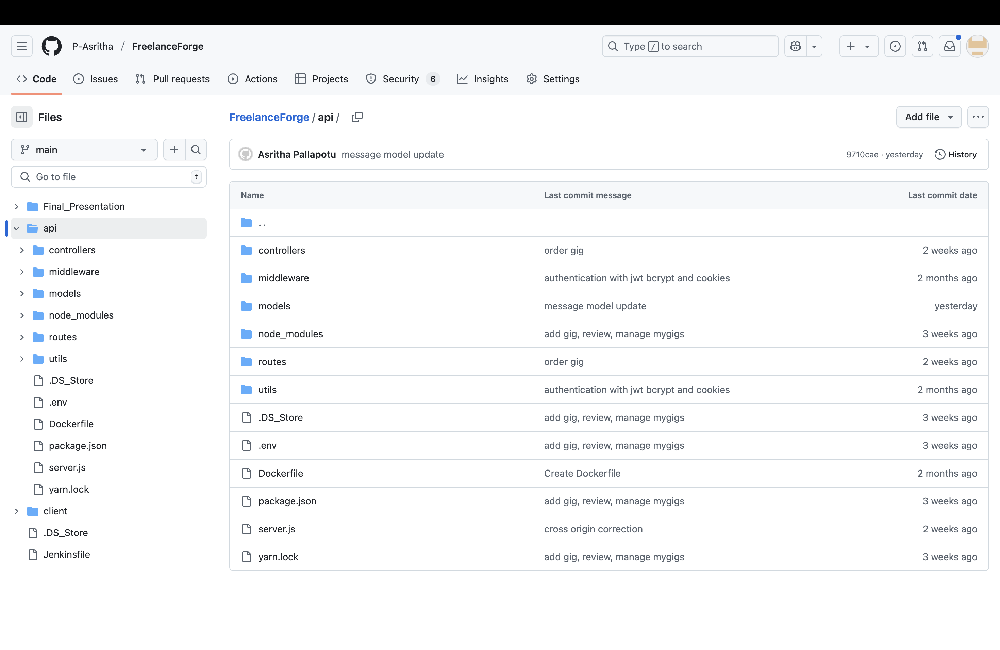 P-Asritha / FreelanceForge
Type / to search
Code
Issues
Pull requests
Actions
Projects
Security 6
Insights
Settings
Files
main
Go to file t
Final_Presentation
api
controllers
middleware
models
node_modules
routes
utils
.DS_Store
.env
Dockerfile
package.json
server.js
yarn.lock
client
.DS_Store
Jenkinsfile
FreelanceForge / api /
Add file
Asritha Pallapotu message model update 9710cae · yesterday History
Name Last commit message Last commit date
..
controllers order gig 2 weeks ago
middleware authentication with jwt bcrypt and cookies 2 months ago
models message model update yesterday
node_modules add gig, review, manage mygigs 3 weeks ago
routes order gig 2 weeks ago
utils authentication with jwt bcrypt and cookies 2 months ago
.DS_Store add gig, review, manage mygigs 3 weeks ago
.env add gig, review, manage mygigs 3 weeks ago
Dockerfile Create Dockerfile 2 months ago
package.json add gig, review, manage mygigs 3 weeks ago
server.js cross origin correction 2 weeks ago
yarn.lock add gig, review, manage mygigs 3 weeks ago